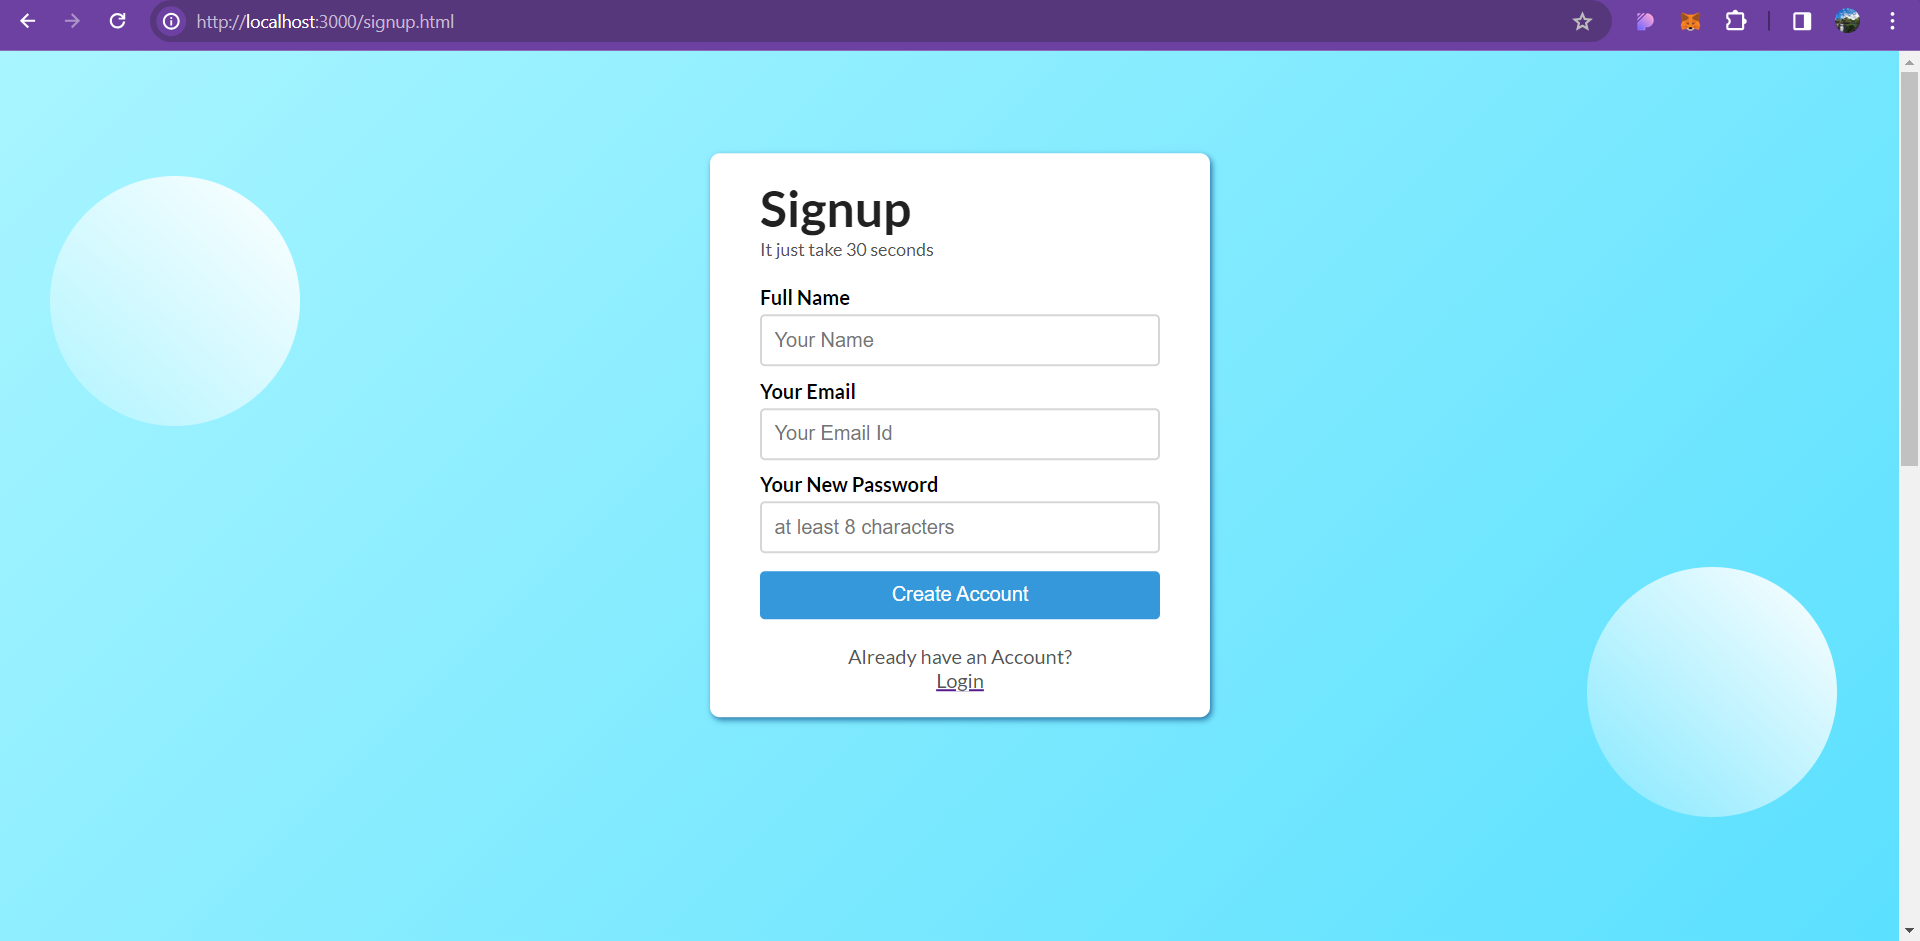 http://localhost:3000/signup.html
Signup
It just take 30 seconds
Full Name
Your Name
Your Email
Your Email Id
Your New Password
at least 8 characters
Create Account
Already have an Account?
Login